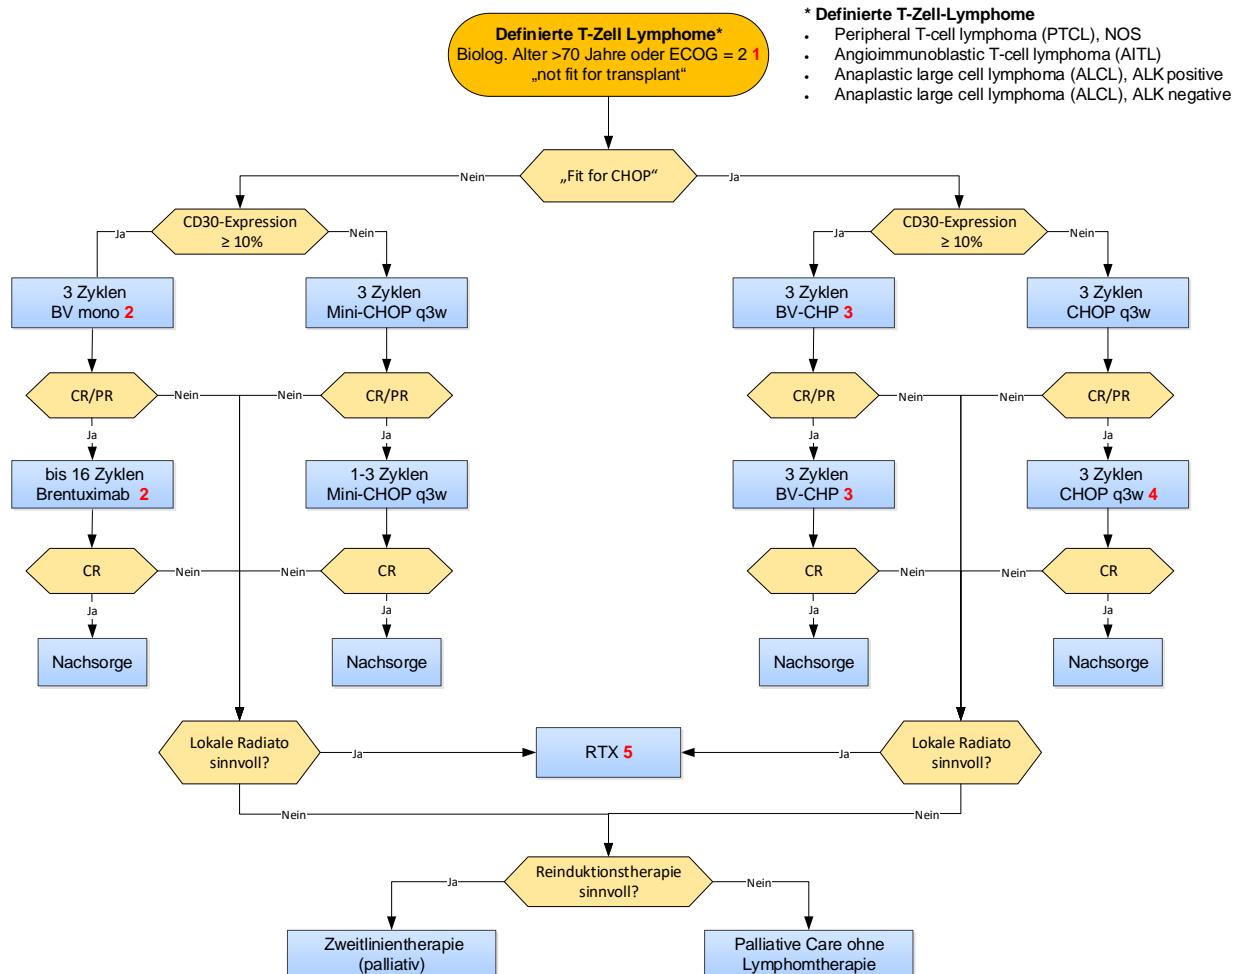 Definierte T-Zell Lymphome*
Biolog. Alter >70 Jahre oder ECOG = 2 1
„not fit for transplant“
* Definierte T-Zell-Lymphome
• Peripheral T-cell lymphoma (PTCL), NOS
• Angioimmunoblastic T-cell lymphoma (AITL)
• Anaplastic large cell lymphoma (ALCL), ALK positive
• Anaplastic large cell lymphoma (ALCL), ALK negative
Nein
„Fit for CHOP“
Ja
CD30-Expression
≥ 10%
Ja
Nein
CD30-Expression
≥ 10%
Ja
Nein
3 Zyklen
BV mono 2
3 Zyklen
Mini-CHOP q3w
3 Zyklen
BV-CHP 3
3 Zyklen
CHOP q3w
CR/PR
Nein
Nein
CR/PR
CR/PR
Nein
Nein
CR/PR
Ja
Ja
Ja
Ja
bis 16 Zyklen
Brentuximab 2
1-3 Zyklen
Mini-CHOP q3w
3 Zyklen
BV-CHP 3
3 Zyklen
CHOP q3w 4
CR
Nein
Nein
CR
CR
Nein
Nein
CR
Ja
Ja
Ja
Ja
Nachsorge
Nachsorge
Nachsorge
Nachsorge
Lokale Radiato
sinnvoll?
Ja
RTX 5
Ja
Lokale Radiato
sinnvoll?
Nein
Nein
Ja
Reinduktionstherapie
sinnvoll?
Nein
Zweitlinientherapie
(palliativ)
Palliative Care ohne
Lymphomtherapie